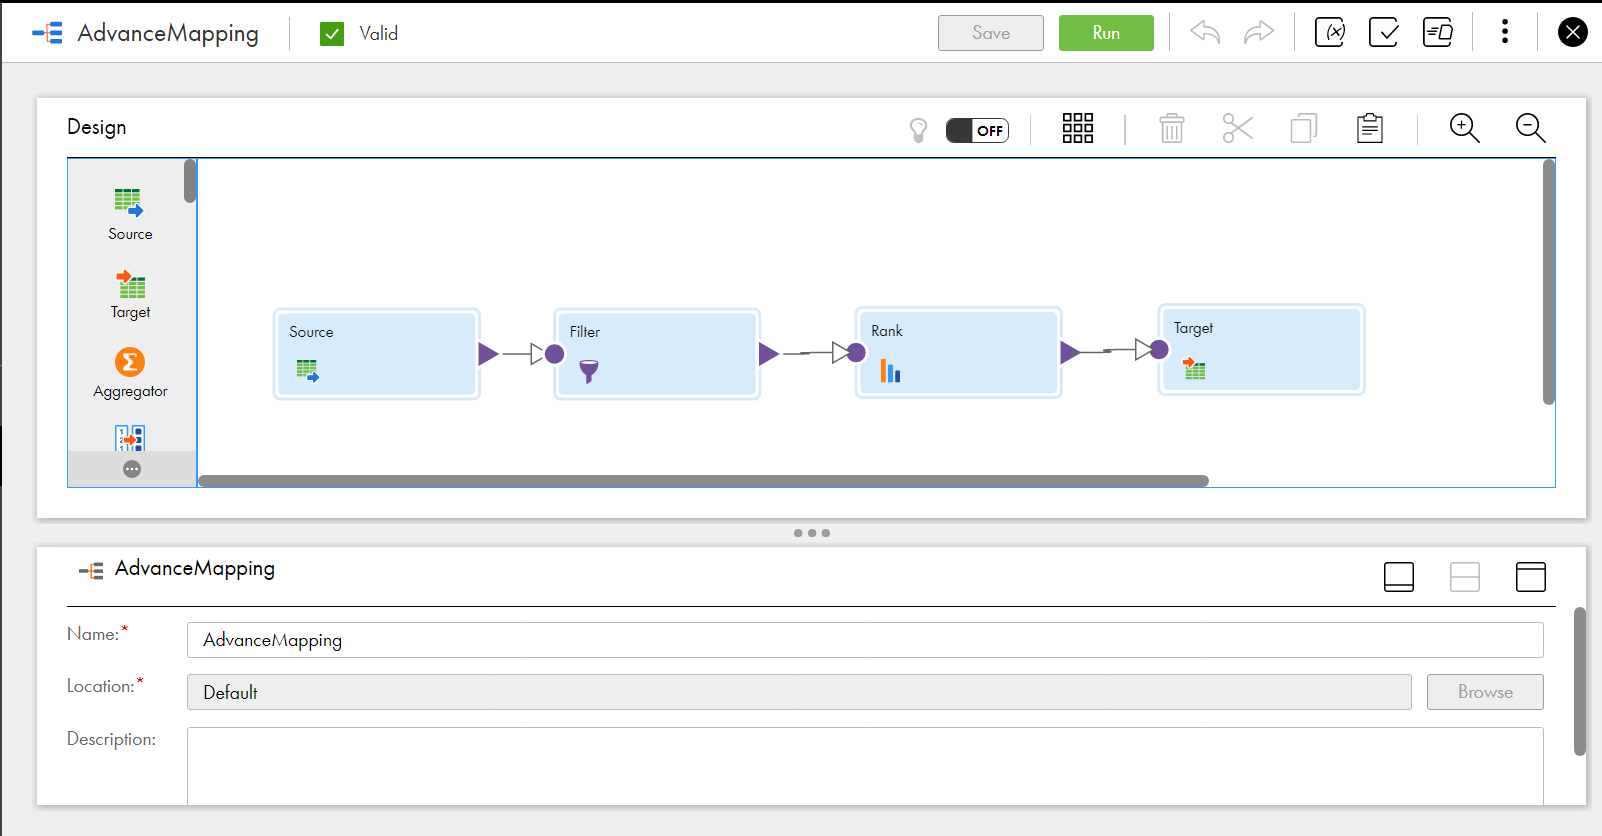 AdvanceMapping
Valid
Save
Run
Design
OFF
Source
Target
Aggregator
Source
Filter
Rank
Target
AdvanceMapping
Name:*
AdvanceMapping
Location:*
Default
Browse
Description: